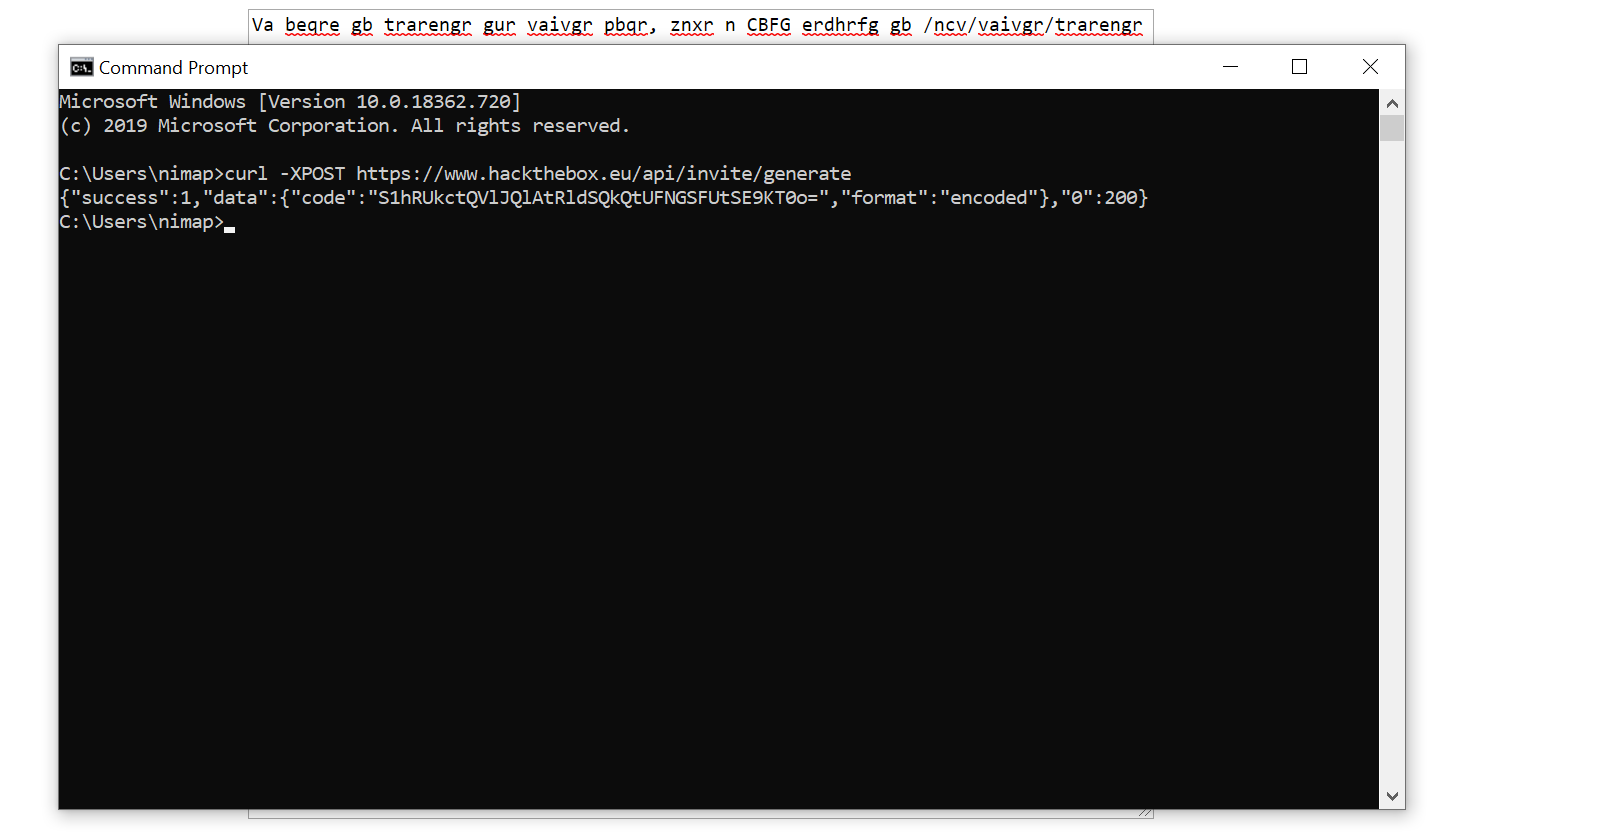 Va beqre gb trarengr gur vaivgr pbqr, znxr n CBFG erdhrfg gb /ncv/vaivgr/trarengr
Command Prompt
Microsoft Windows [Version 10.0.18362.720]
(c) 2019 Microsoft Corporation. All rights reserved.
C:\Users\nimap>curl -XPOST https://www.hackthebox.eu/api/invite/generate
{"success":1,"data":{"code":"S1hRUkctQVlJQlAtRldSQkQtUFNGSFUtSE9KT0o=","format":"encoded"},"0":200}
C:\Users\nimap>